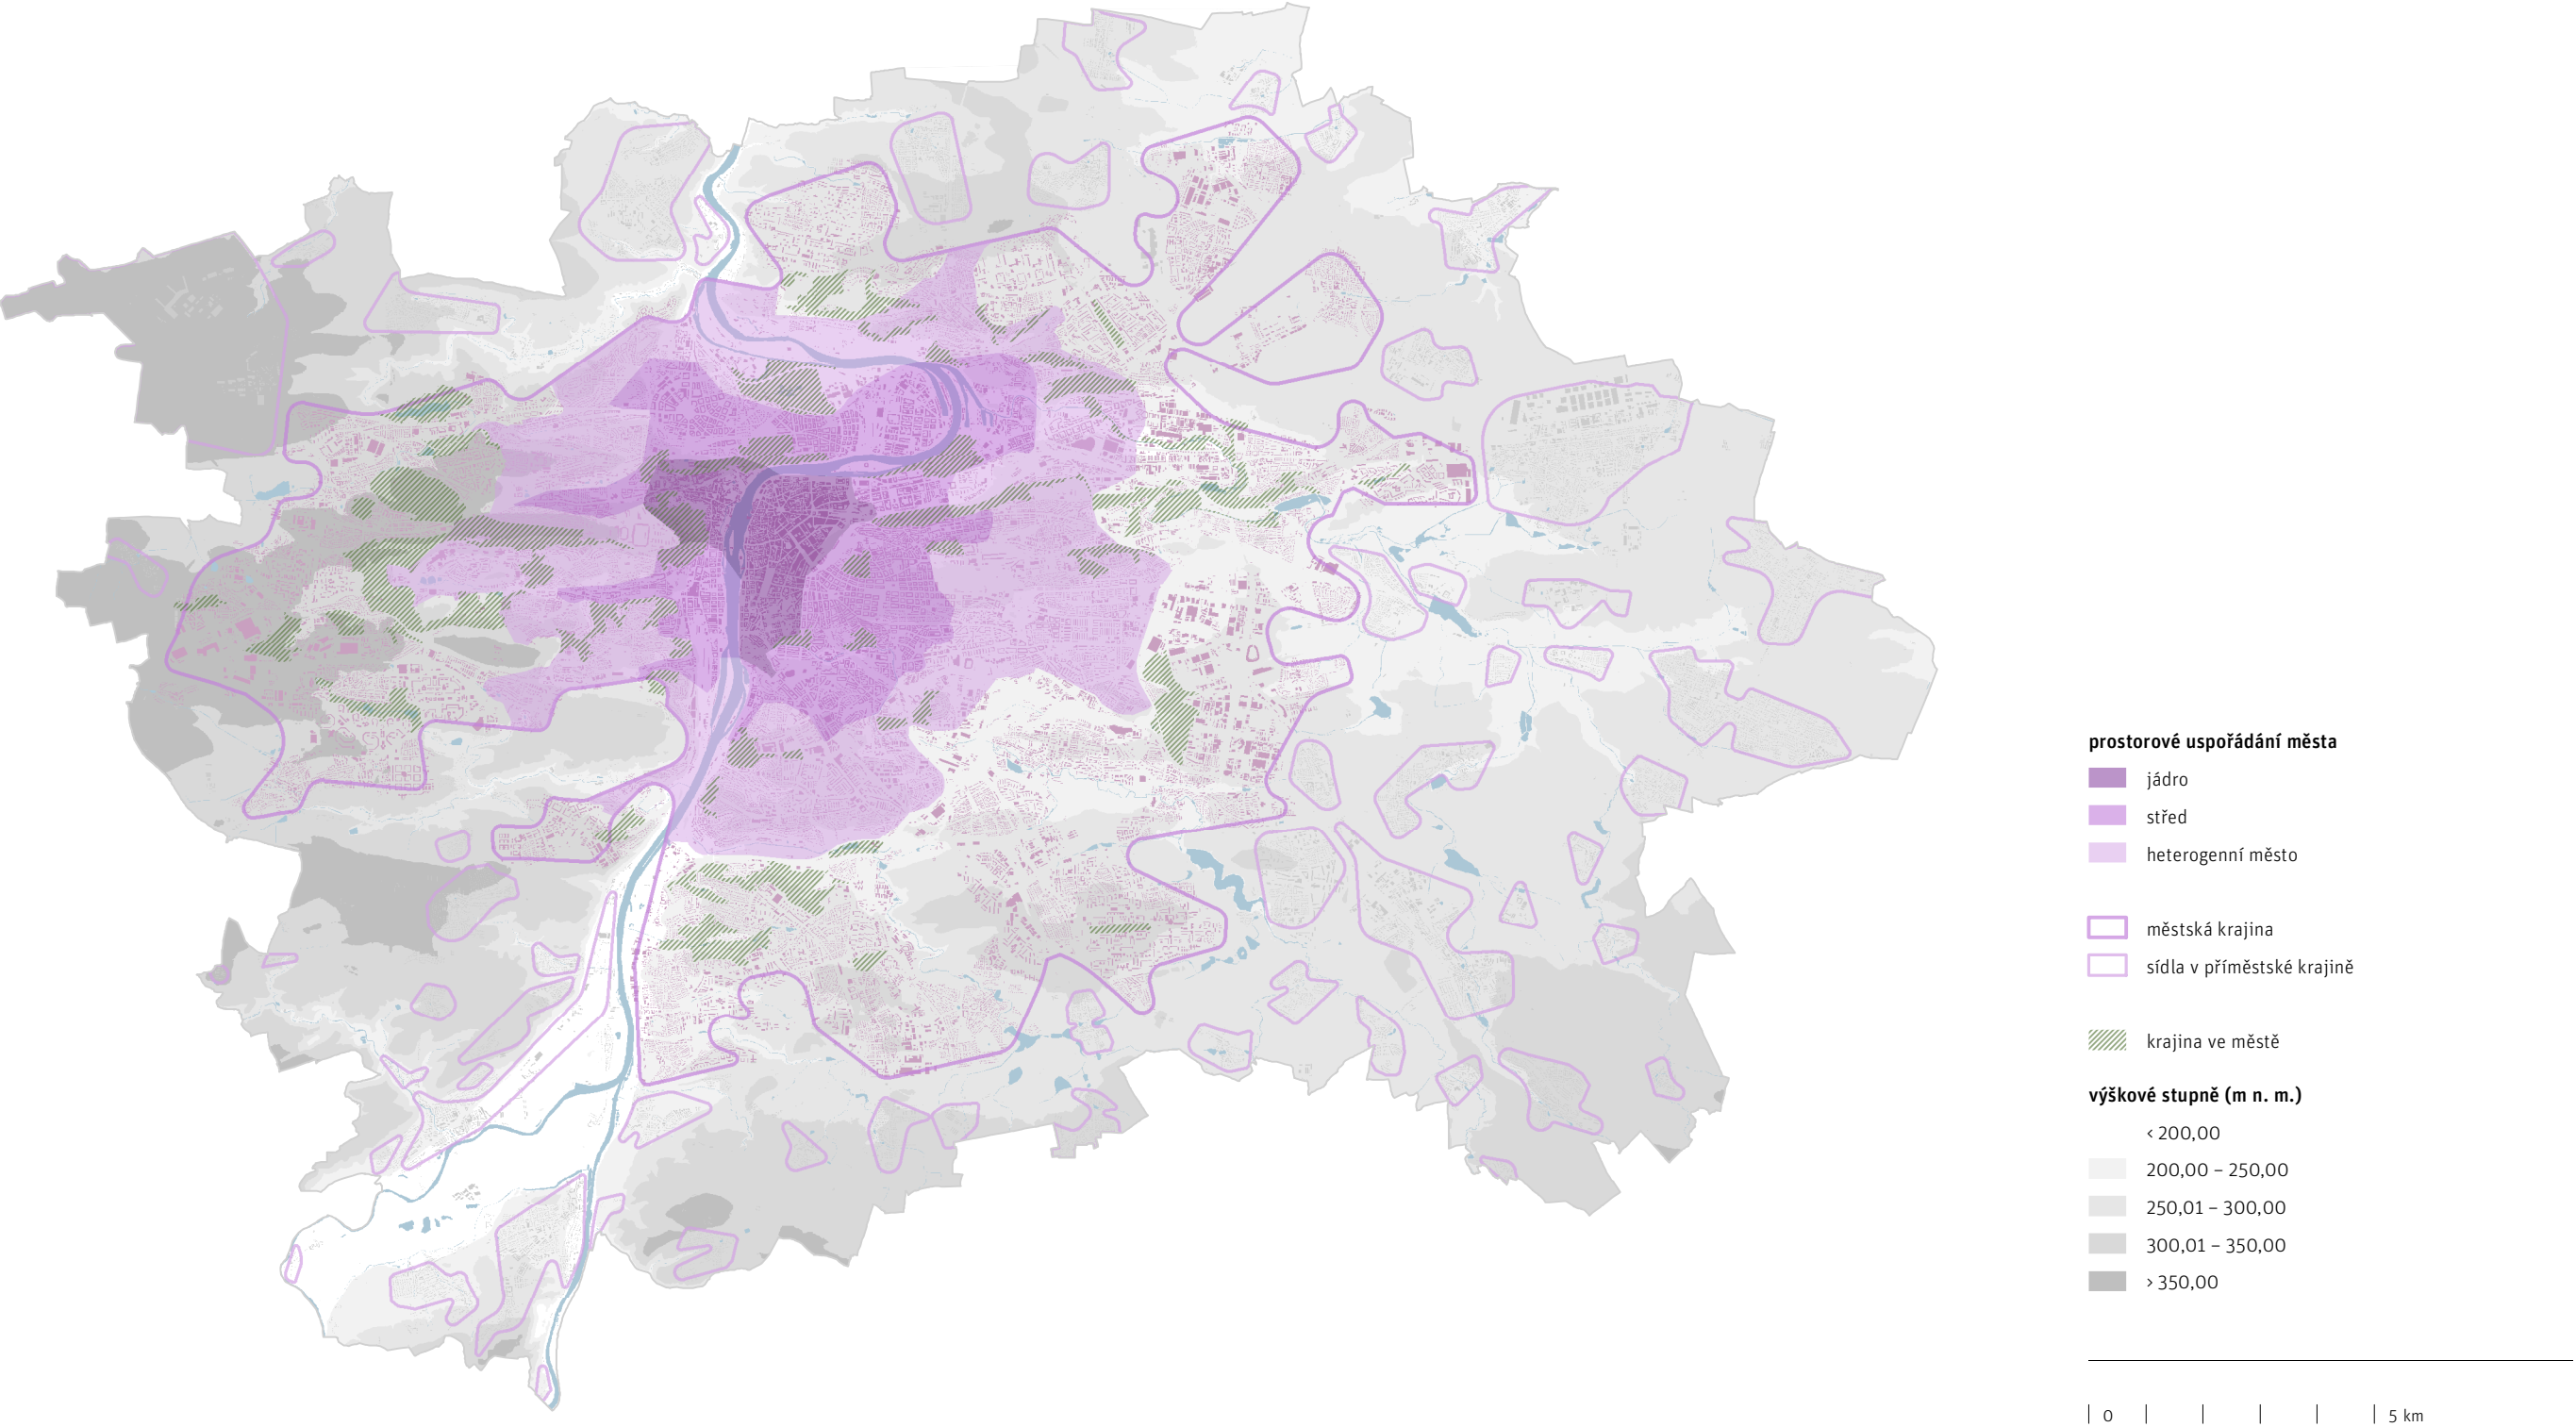 prostorové uspořádání města
jádro
střed
heterogenní město
městská krajina
sídla v příměstské krajině
krajina ve městě
výškové stupně (m n. m.)
< 200,00
200,00 – 250,00
250,01 – 300,00
300,01 – 350,00
> 350,00
0 5 km